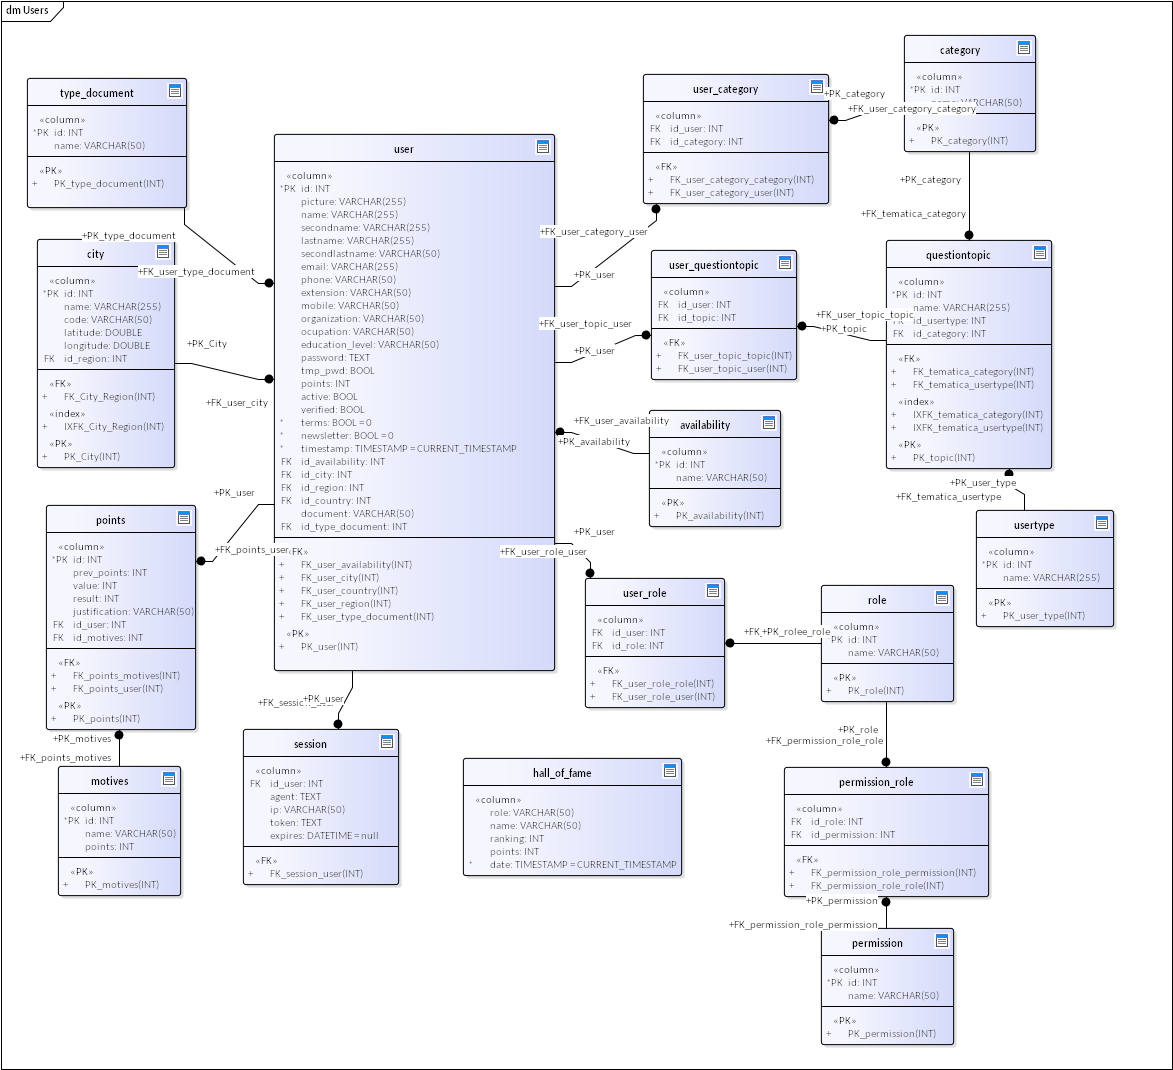 dm Users
type_document
«column»
*PK id: INT
name: VARCHAR(50)
«PK»
+ PK_type_document(INT)
+PK_type_document
+FK_user_type_document
city
«column»
*PK id: INT
name: VARCHAR(255)
code: VARCHAR(50)
latitude: DOUBLE
longitude: DOUBLE
FK id_region: INT
«FK»
+ FK_City_Region(INT)
«index»
+ IXFK_City_Region(INT)
«PK»
+ PK_City(INT)
+PK_City
+FK_user_city
user
«column»
*PK id: INT
picture: VARCHAR(255)
name: VARCHAR(255)
secondname: VARCHAR(255)
lastname: VARCHAR(255)
secondlastname: VARCHAR(50)
email: VARCHAR(255)
phone: VARCHAR(50)
extension: VARCHAR(50)
mobile: VARCHAR(50)
organization: VARCHAR(50)
ocupation: VARCHAR(50)
education_level: VARCHAR(50)
password: TEXT
tmp_pwd: BOOL
points: INT
active: BOOL
verified: BOOL
* terms: BOOL = 0
* newsletter: BOOL = 0
* timestamp: TIMESTAMP = CURRENT_TIMESTAMP
FK id_availability: INT
FK id_city: INT
FK id_region: INT
FK id_country: INT
document: VARCHAR(50)
FK id_type_document: INT
«FK»
+ FK_user_availability(INT)
+ FK_user_city(INT)
+ FK_user_country(INT)
+ FK_user_region(INT)
+ FK_user_type_document(INT)
«PK»
+ PK_user(INT)
user_category
«column»
FK id_user: INT
FK id_category: INT
«FK»
+ FK_user_category_category(INT)
+ FK_user_category_user(INT)
+PK_category
+FK_user_category_category
category
«column»
*PK id: INT
VARCHAR(50)
«PK»
+ PK_category(INT)
+PK_category
+FK_tematica_category
+FK_user_category_user
+PK_user
user_questiontopic
«column»
FK id_user: INT
FK id_topic: INT
«FK»
+ FK_user_topic_topic(INT)
+ FK_user_topic_user(INT)
+FK_user_topic_user
+PK_user
+FK_user_topic_topic
+PK_topic
questiontopic
«column»
*PK id: INT
name: VARCHAR(255)
FK id_usertype: INT
FK id_category: INT
«FK»
+ FK_tematica_category(INT)
+ FK_tematica_usertype(INT)
«index»
+ IXFK_tematica_category(INT)
+ IXFK_tematica_usertype(INT)
«PK»
+ PK_topic(INT)
+PK_user_type
+FK_tematica_usertype
usertype
«column»
*PK id: INT
name: VARCHAR(255)
«PK»
+ PK_user_type(INT)
+FK_user_availability
+PK_availability
availability
«column»
*PK id: INT
name: VARCHAR(50)
«PK»
+ PK_availability(INT)
+PK_user
+FK_points_user
points
«column»
*PK id: INT
prev_points: INT
value: INT
result: INT
justification: VARCHAR(50)
FK id_user: INT
FK id_motives: INT
«FK»
+ FK_points_motives(INT)
+ FK_points_user(INT)
«PK»
+ PK_points(INT)
+PK_motives
+FK_points_motives
motives
«column»
*PK id: INT
name: VARCHAR(50)
points: INT
«PK»
+ PK_motives(INT)
+PK_user
+FK_user_role_user
user_role
«column»
FK id_user: INT
FK id_role: INT
«FK»
+ FK_user_role_role(INT)
+ FK_user_role_user(INT)
+PK_role
role
«column»
*PK id: INT
name: VARCHAR(50)
«PK»
+ PK_role(INT)
+PK_role
+FK_permission_role_role
+PK_user
session
«column»
FK id_user: INT
agent: TEXT
ip: VARCHAR(50)
token: TEXT
expires: DATETIME = null
«FK»
+ FK_session_user(INT)
hall_of_fame
«column»
role: VARCHAR(50)
name: VARCHAR(50)
ranking: INT
points: INT
* date: TIMESTAMP = CURRENT_TIMESTAMP
permission_role
«column»
FK id_role: INT
FK id_permission: INT
«FK»
+ FK_permission_role_permission(INT)
+ FK_permission_role_role(INT)
+PK_permission
+FK_permission_role_permission
permission
«column»
*PK id: INT
name: VARCHAR(50)
«PK»
+ PK_permission(INT)